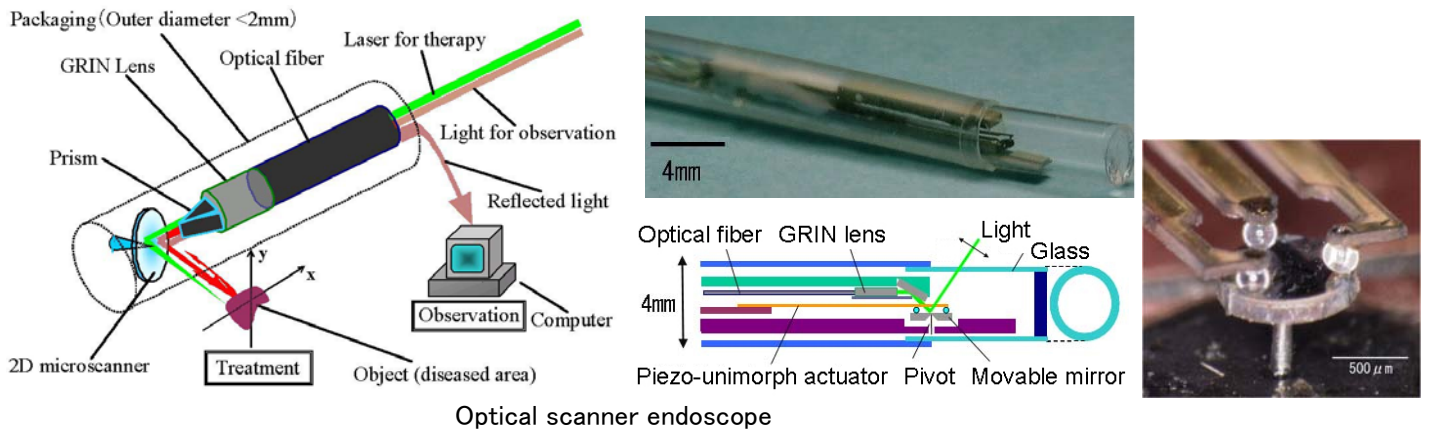 Packaging(Outer diameter <2mm)
GRIN Lens
Optical fiber
Laser for therapy
Light for observation
Prism
Reflected light
y
x
Observation
Computer
2D microscanner
Treatment
Object (diseased area)
4mm
Optical fiber
GRIN lens
Light
Glass
4mm
Piezo-unimorph actuator
Pivot
Movable mirror
500μm
Optical scanner endoscope